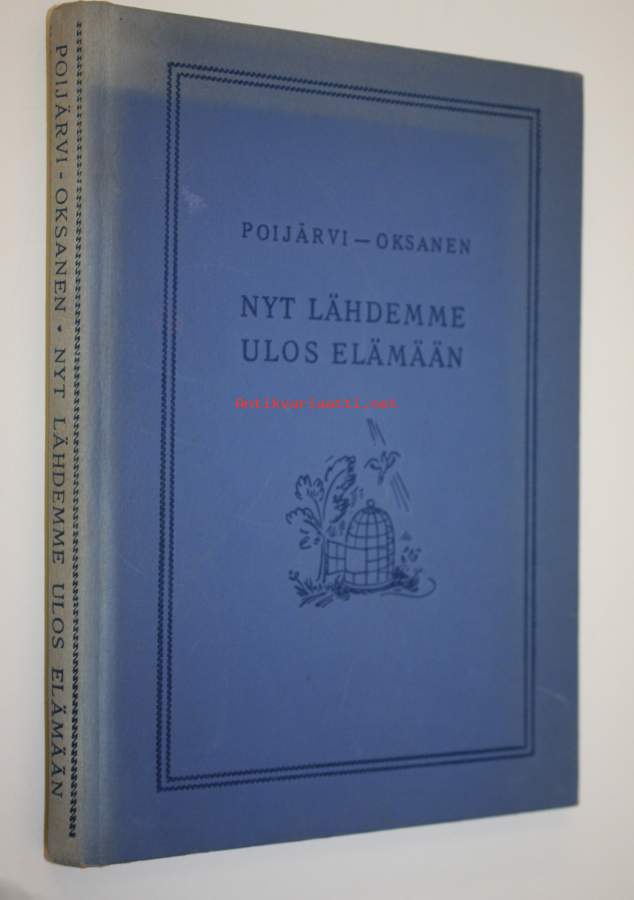 POIJÄRVI - OKSANEN • NYT LÄHDEMME ULOS ELÄMÄÄN
POIJÄRVI — OKSANEN
NYT LÄHDEMME
ULOS ELÄMÄÄN
Antikvariaatti.net